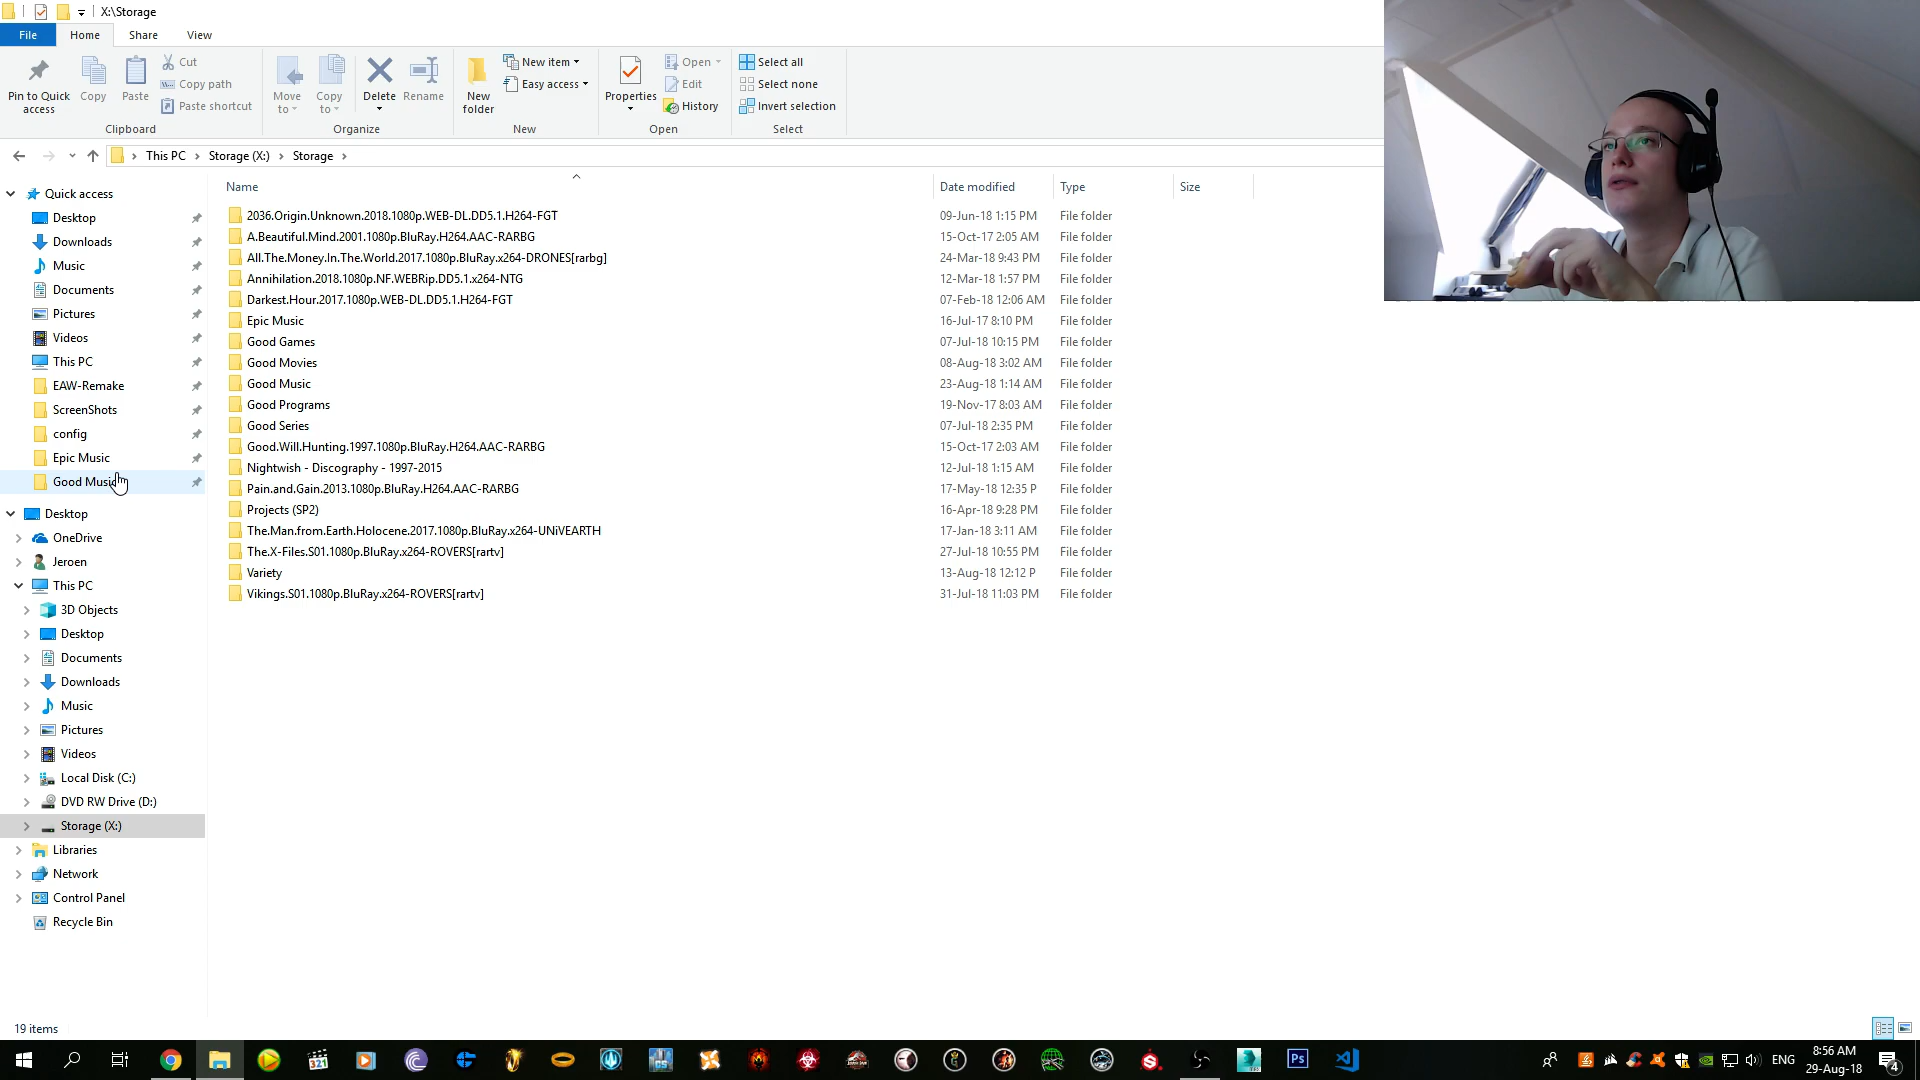 X:\Storage
File Home Share View
Pin to Quick access
Copy
Paste
Cut
Copy path
Paste shortcut
Clipboard
Move to
Copy to
Delete
Rename
Organize
New folder
New item
Easy access
New
Properties
Open
Edit
History
Open
Select all
Select none
Invert selection
Select
This PC > Storage (X:) > Storage >
Name Date modified Type Size
Quick access
Desktop
Downloads
Music
Documents
Pictures
Videos
This PC
EAW-Remake
ScreenShots
config
Epic Music
Good Music
Desktop
OneDrive
Jeroen
This PC
3D Objects
Desktop
Documents
Downloads
Music
Pictures
Videos
Local Disk (C:)
DVD RW Drive (D:)
Storage (X:)
Libraries
Network
Control Panel
Recycle Bin
2036.Origin.Unknown.2018.1080p.WEB-DL.DD5.1.H264-FGT 09-Jun-18 1:15 PM File folder
A.Beautiful.Mind.2001.1080p.BluRay.H264.AAC-RARBG 15-Oct-17 2:05 AM File folder
All.The.Money.In.The.World.2017.1080p.BluRay.x264-DRONES[rarbg] 24-Mar-18 9:43 PM File folder
Annihilation.2018.1080p.NF.WEBRip.DD5.1.x264-NTG 12-Mar-18 1:57 PM File folder
Darkest.Hour.2017.1080p.WEB-DL.DD5.1.H264-FGT 07-Feb-18 12:06 AM File folder
Epic Music 16-Jul-17 8:10 PM File folder
Good Games 07-Jul-18 10:15 PM File folder
Good Movies 08-Aug-18 3:02 AM File folder
Good Music 23-Aug-18 1:14 AM File folder
Good Programs 19-Nov-17 8:03 AM File folder
Good Series 07-Jul-18 2:35 PM File folder
Good.Will.Hunting.1997.1080p.BluRay.H264.AAC-RARBG 15-Oct-17 2:03 AM File folder
Nightwish - Discography - 1997-2015 12-Jul-18 1:15 AM File folder
Pain.and.Gain.2013.1080p.BluRay.H264.AAC-RARBG 17-May-18 12:35 P File folder
Projects (SP2) 16-Apr-18 9:28 PM File folder
The.Man.from.Earth.Holocene.2017.1080p.BluRay.x264-UNiVEARTH 17-Jan-18 3:11 AM File folder
The.X-Files.S01.1080p.BluRay.x264-ROVERS[rartv] 27-Jul-18 10:55 PM File folder
Variety 13-Aug-18 12:12 P File folder
Vikings.S01.1080p.BluRay.x264-ROVERS[rartv] 31-Jul-18 11:03 PM File folder
19 items
321
Ps
ENG
8:56 AM
29-Aug-18
4